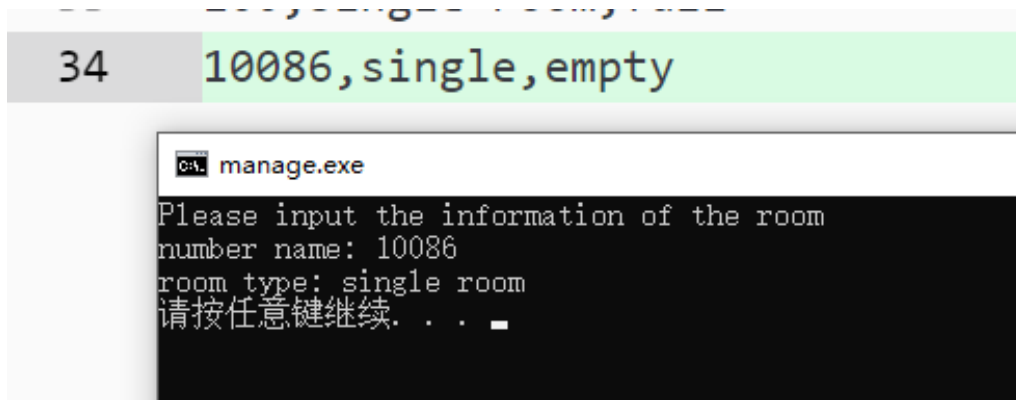 34 10086,single,empty
manage.exe
Please input the information of the room
number name: 10086
room type: single room
请按任意键继续. . .